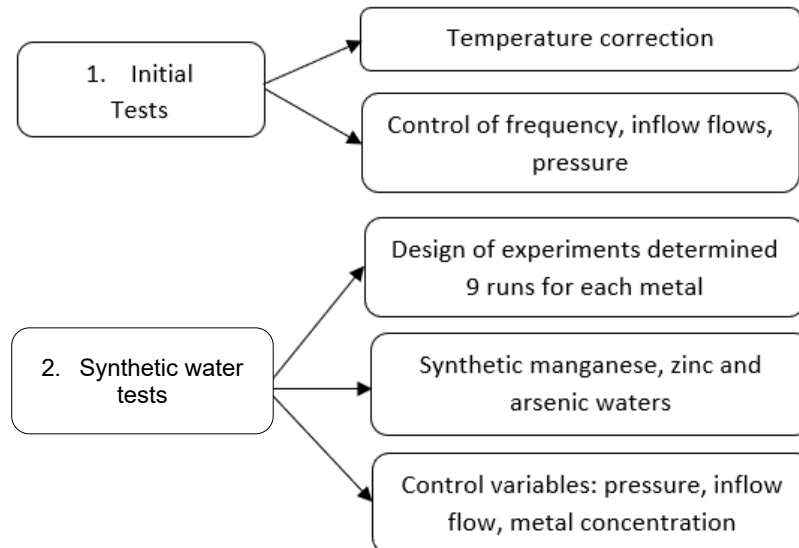 1. Initial
Tests
Temperature correction
Control of frequency, inflow flows,
pressure
2. Synthetic water
tests
Design of experiments determined
9 runs for each metal
Synthetic manganese, zinc and
arsenic waters
Control variables: pressure, inflow
flow, metal concentration